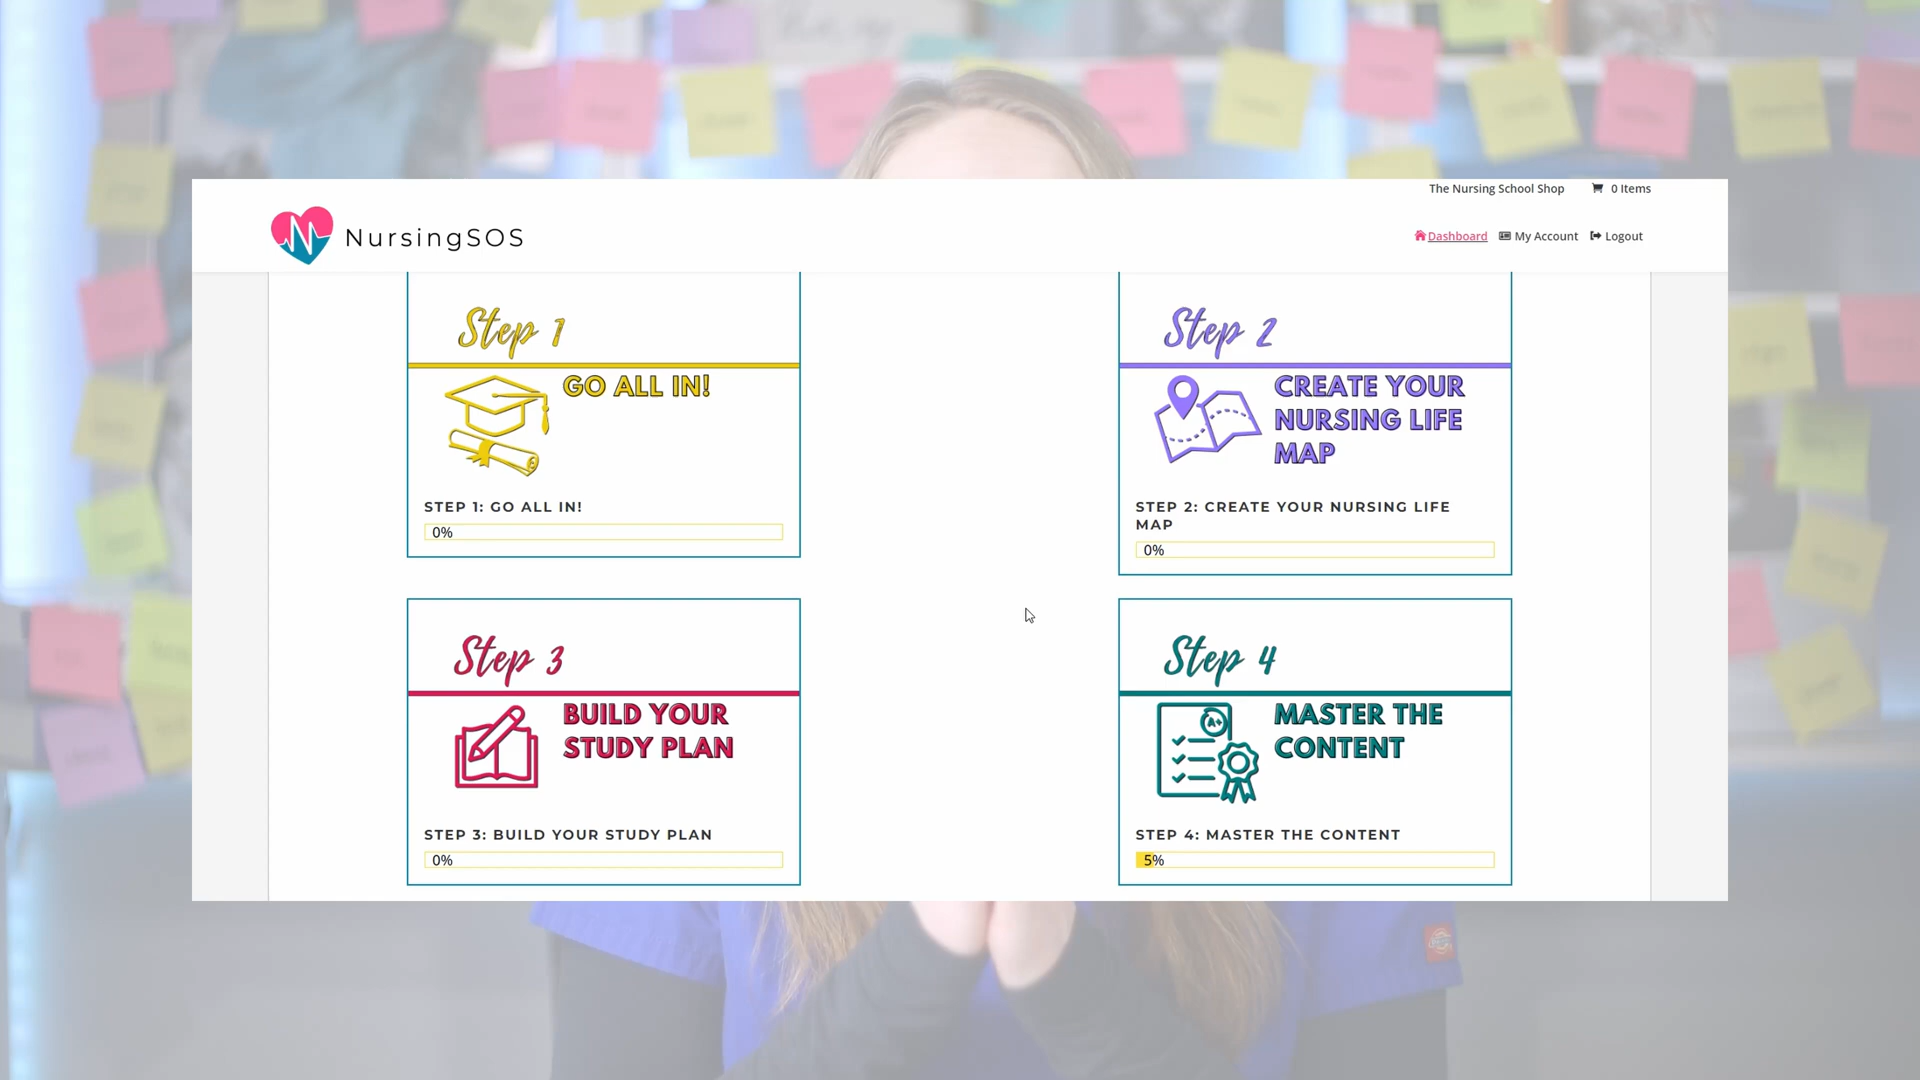 The Nursing School Shop 0 Items
NursingSOS
Dashboard My Account Logout
Step 1
GO ALL IN!
STEP 1: GO ALL IN!
0%
Step 2
CREATE YOUR
NURSING LIFE
MAP
STEP 2: CREATE YOUR NURSING LIFE
MAP
0%
Step 3
BUILD YOUR
STUDY PLAN
STEP 3: BUILD YOUR STUDY PLAN
0%
Step 4
A+
MASTER THE
CONTENT
STEP 4: MASTER THE CONTENT
5%